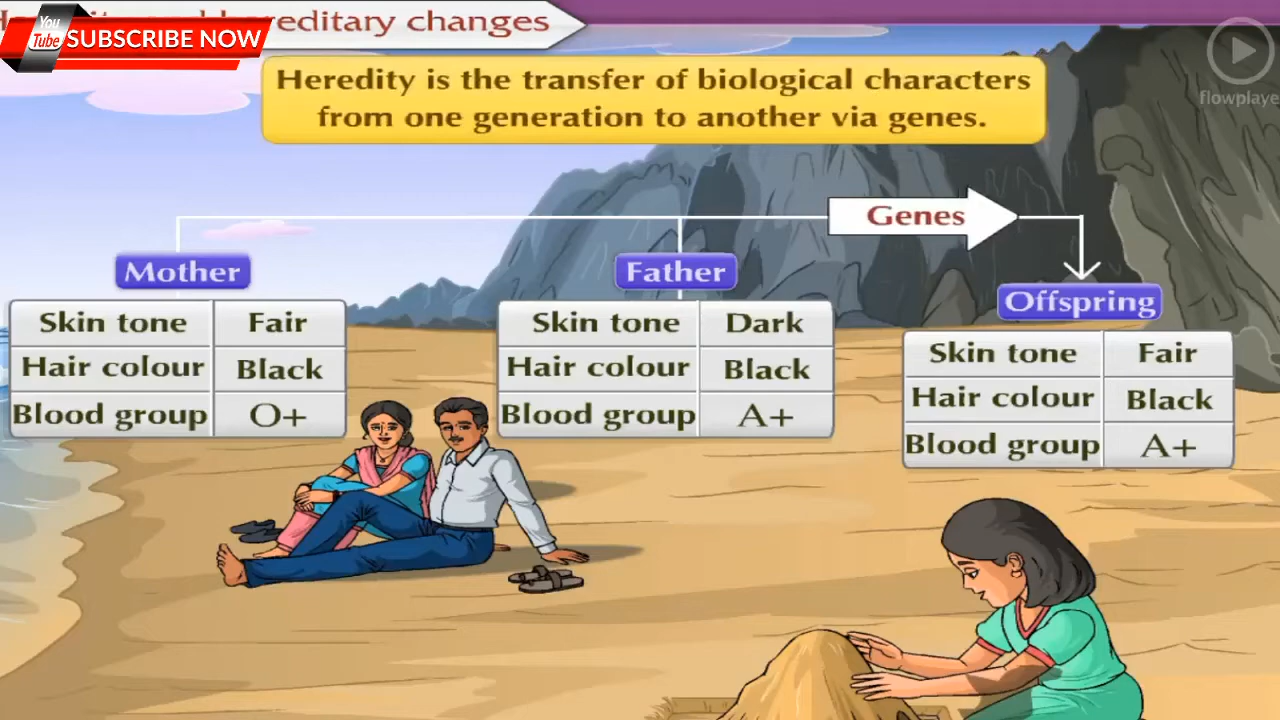 You
Tube SUBSCRIBE NOW
hereditary changes
Heredity is the transfer of biological characters
from one generation to another via genes.
flowplaye
Genes
Mother
Skin tone Fair
Hair colour Black
Blood group O+
Father
Skin tone Dark
Hair colour Black
Blood group A+
Offspring
Skin tone Fair
Hair colour Black
Blood group A+